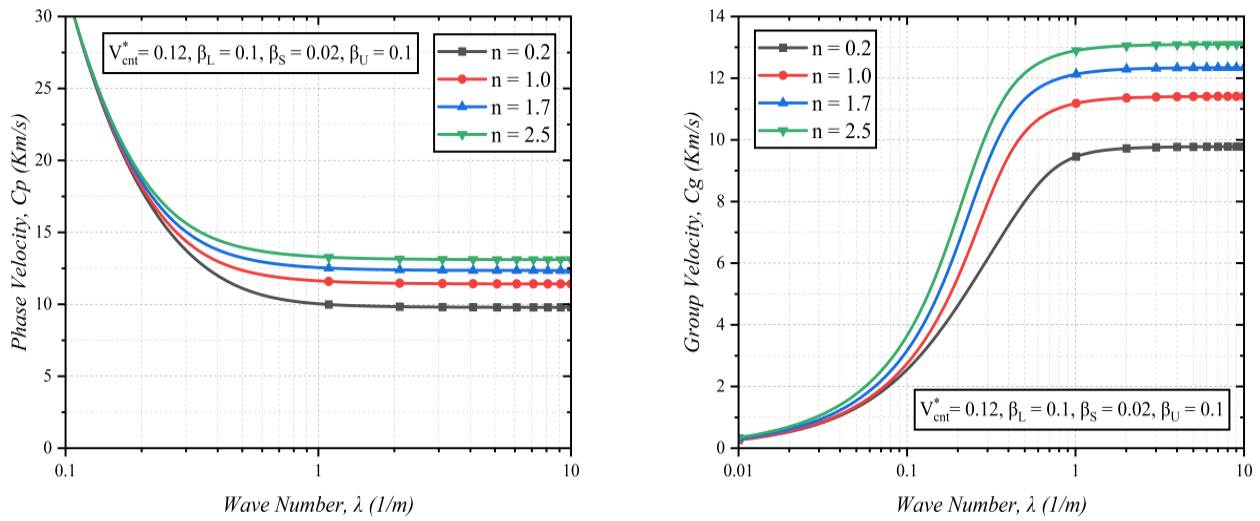 30
25
20
15
10
5
0
0.1
1
10
Phase Velocity, Cp (Km/s)
Wave Number, λ (1/m)
V*cnt= 0.12, βL = 0.1, βS = 0.02, βU = 0.1
n = 0.2
n = 1.0
n = 1.7
n = 2.5
14
12
10
8
6
4
2
0
0.01
0.1
1
10
Group Velocity, Cg (Km/s)
Wave Number, λ (1/m)
n = 0.2
n = 1.0
n = 1.7
n = 2.5
V*cnt= 0.12, βL = 0.1, βS = 0.02, βU = 0.1